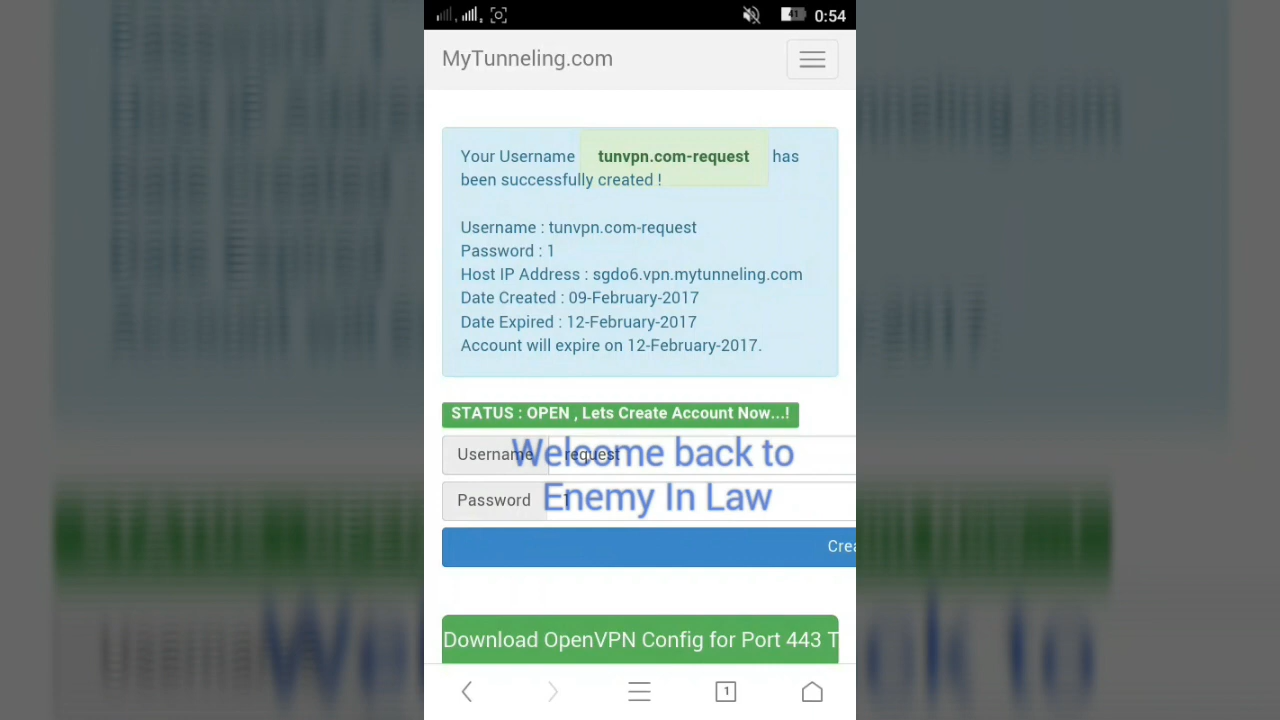 41 0:54
MyTunneling.com
Your Username tunvpn.com-request has
been successfully created !
Username : tunvpn.com-request
Password : 1
Host IP Address : sgdo6.vpn.mytunneling.com
Date Created : 09-February-2017
Date Expired : 12-February-2017
Account will expire on 12-February-2017.
STATUS : OPEN , Lets Create Account Now...!
Username request
Welcome back to
Password 1
Enemy In Law
Crea
Download OpenVPN Config for Port 443 T
1